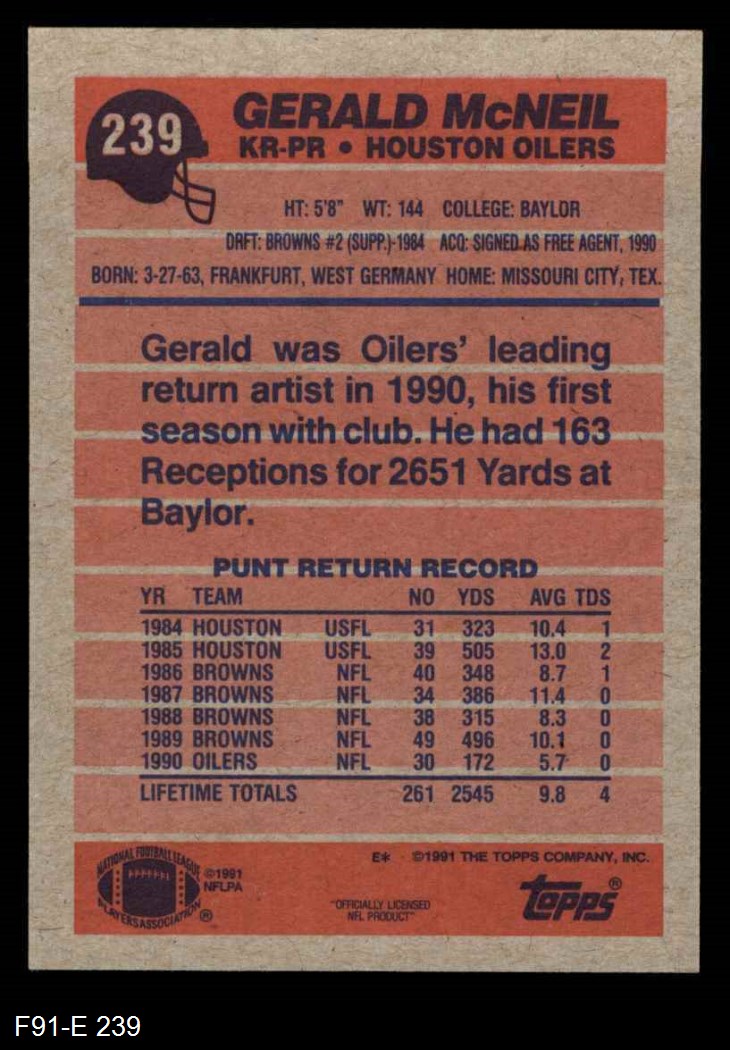 239
GERALD McNEIL
KR-PR • HOUSTON OILERS
HT: 5'8" WT: 144 COLLEGE: BAYLOR
DRFT: BROWNS #2 (SUPP.)-1984 ACQ: SIGNED AS FREE AGENT, 1990
BORN: 3-27-63, FRANKFURT, WEST GERMANY HOME: MISSOURI CITY, TEX.
Gerald was Oilers' leading
return artist in 1990, his first
season with club. He had 163
Receptions for 2651 Yards at
Baylor.
PUNT RETURN RECORD
YR TEAM NO YDS AVG TDS
1984 HOUSTON USFL 31 323 10.4 1
1985 HOUSTON USFL 39 505 13.0 2
1986 BROWNS NFL 40 348 8.7 1
1987 BROWNS NFL 34 386 11.4 0
1988 BROWNS NFL 38 315 8.3 0
1989 BROWNS NFL 49 496 10.1 0
1990 OILERS NFL 30 172 5.7 0
LIFETIME TOTALS 261 2545 9.8 4
NATIONAL FOOTBALL LEAGUE
PLAYERS ASSOCIATION ®
©1991
NFLPA
E* ©1991 THE TOPPS COMPANY, INC.
"OFFICIALLY LICENSED
NFL PRODUCT"
topps®
F91-E 239